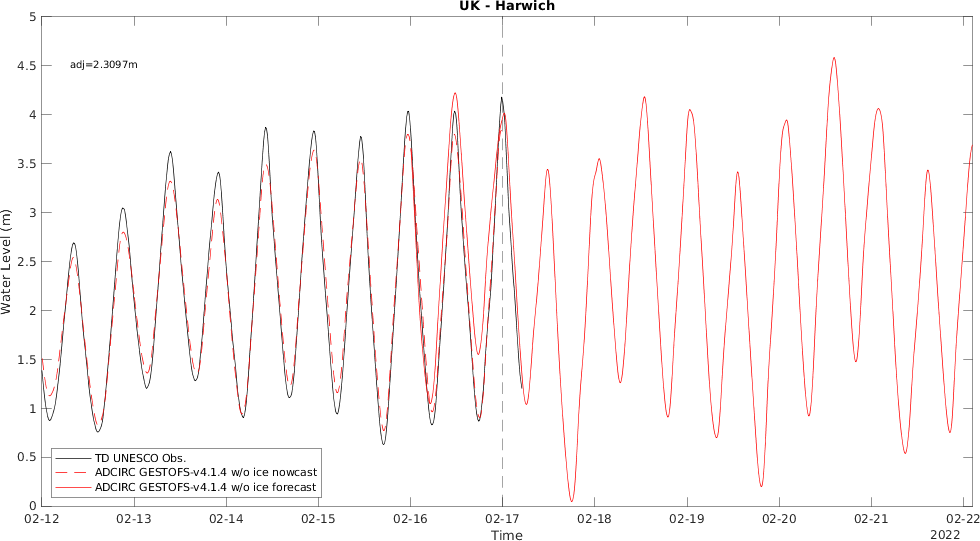 UK - Harwich
5
4.5
4
3.5
3
2.5
2
1.5
1
0.5
0
Water Level (m)
adj=2.3097m
TD UNESCO Obs.
ADCIRC GESTOFS-v4.1.4 w/o ice nowcast
ADCIRC GESTOFS-v4.1.4 w/o ice forecast
02-12 02-13 02-14 02-15 02-16 02-17 02-18 02-19 02-20 02-21 02-22
Time
2022